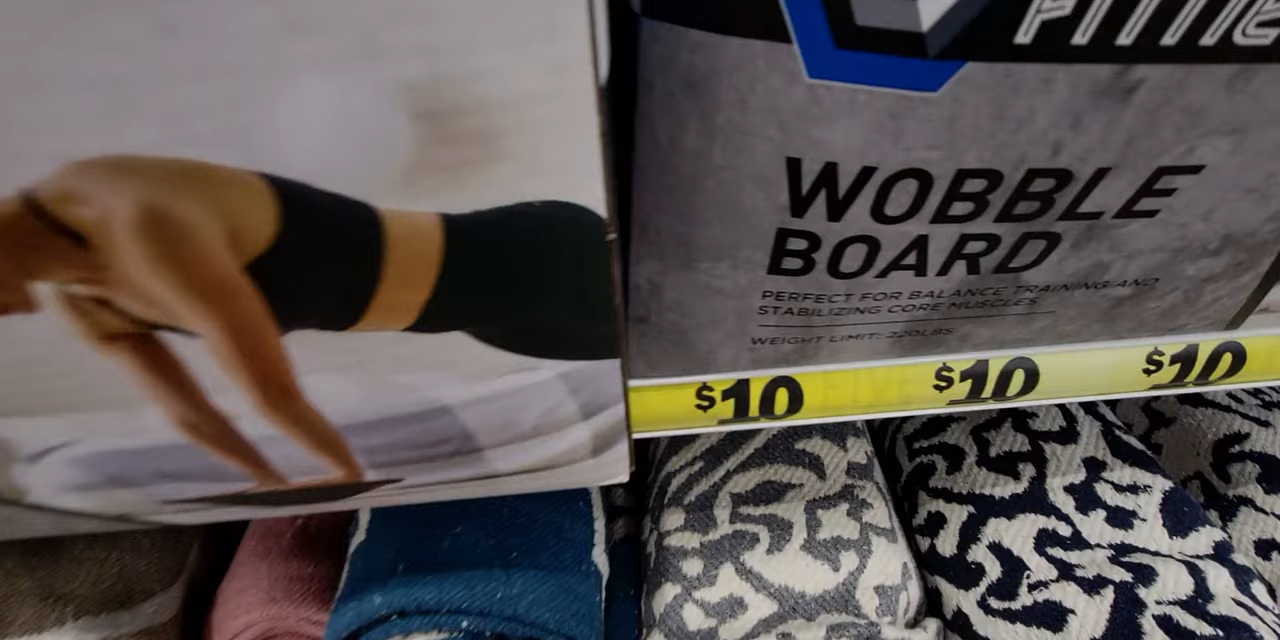 WOBBLE
BOARD
PERFECT FOR BALANCE TRAINING AND
STABILIZING CORE MUSCLES
WEIGHT LIMIT: 220LBS
$10 $10 $10